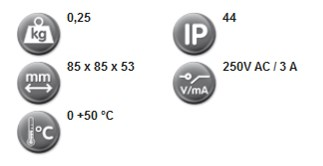 kg
0,25
IP
44
mm
85 x 85 x 53
V/mA
250V AC / 3 A
°C
0 +50 °C